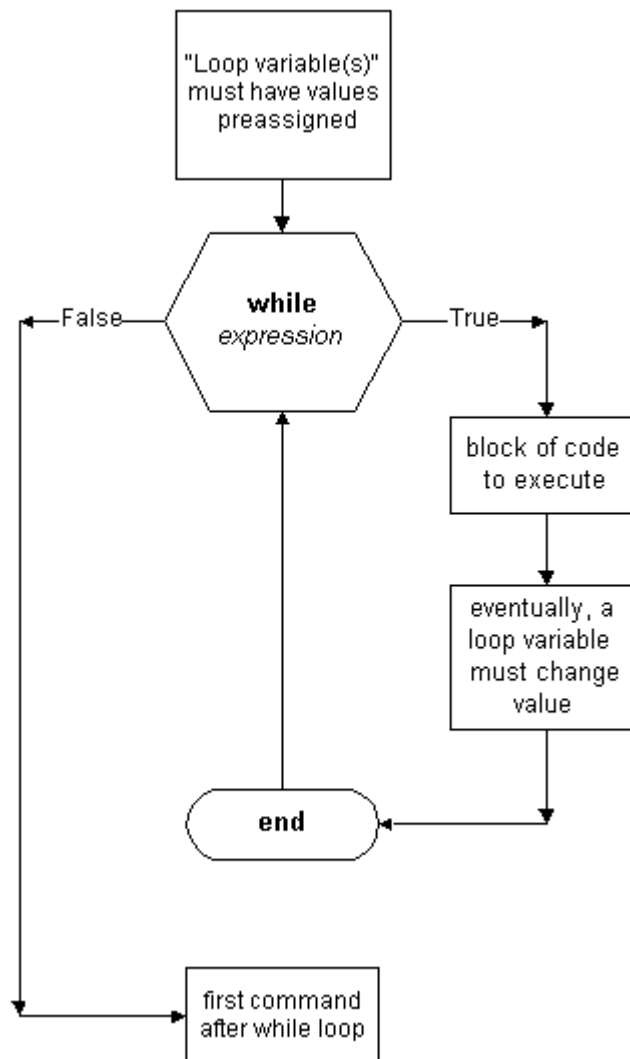 "Loop variable(s)"
must have values
preassigned
while
expression
False
True
block of code
to execute
eventually, a
loop variable
must change
value
end
first command
after while loop